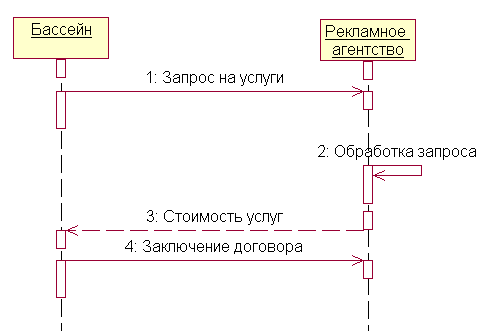 Бассейн
Рекламное
агентство
1: Запрос на услуги
2: Обработка запроса
3: Стоимость услуг
4: Заключение договора